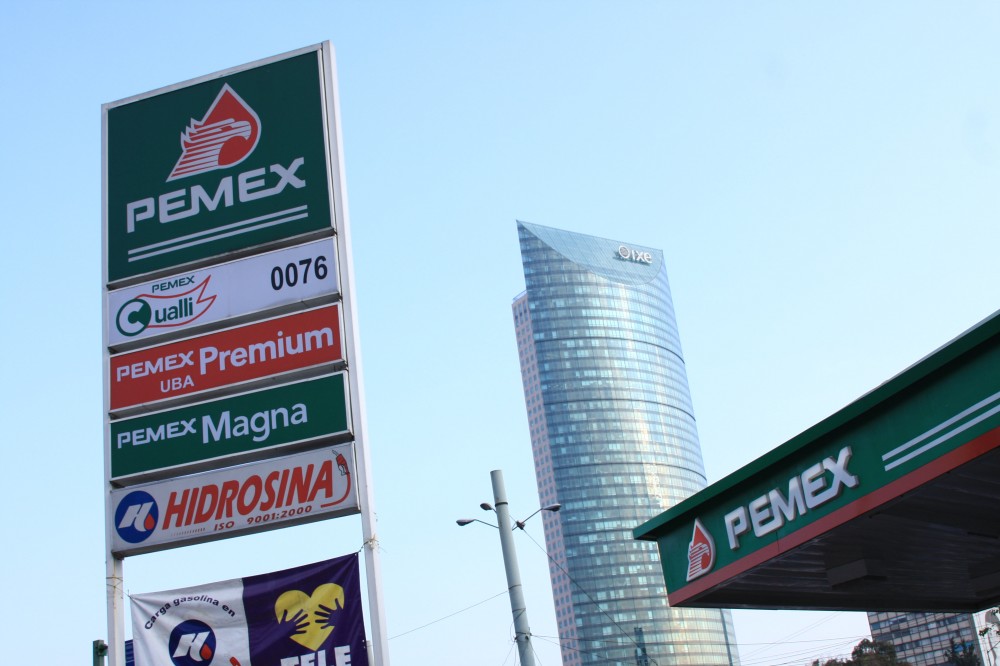 PEMEX
PEMEX
Cualli
0076
PEMEX Premium
UBA
PEMEX Magna
HIDROSINA
ISO 9001:2000
Carga gasolina en
TELE
ixe
PEMEX